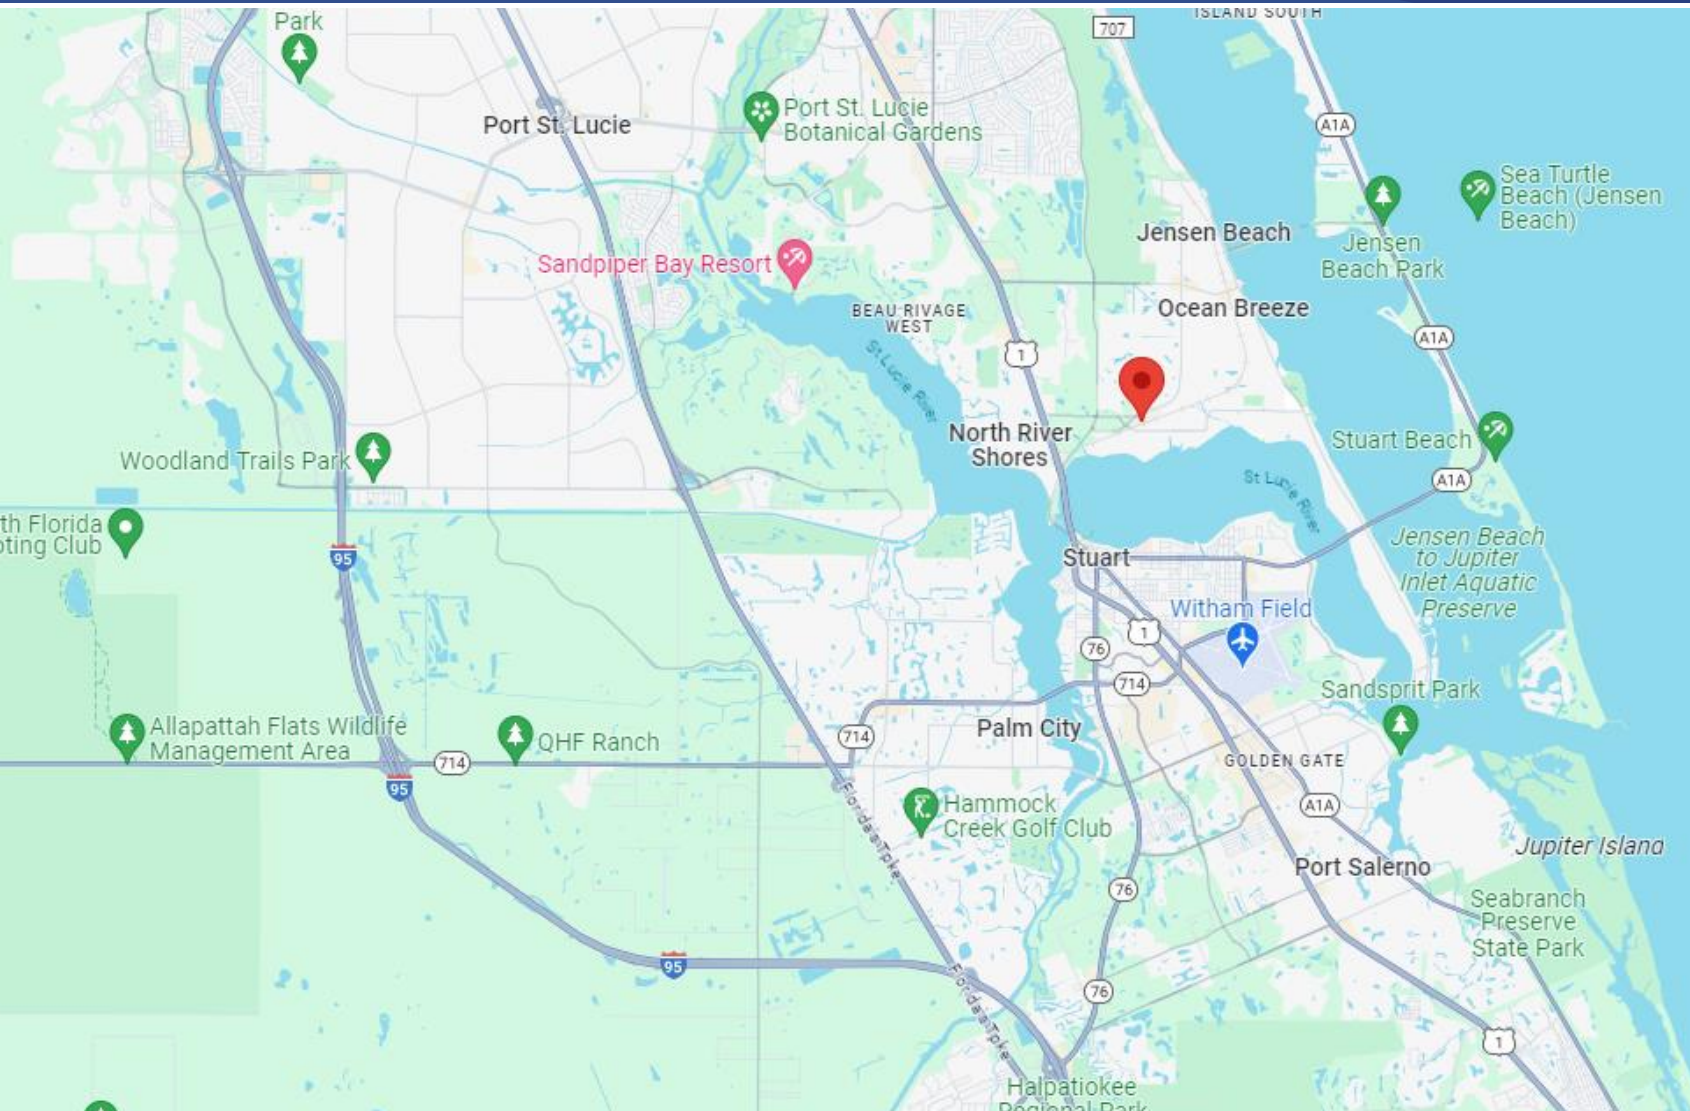 ISLAND SOUTH
Park
707
Port St. Lucie
Port St. Lucie
Botanical Gardens
A1A
Sea Turtle
Beach (Jensen
Beach)
Jensen Beach
Jensen
Beach Park
Sandpiper Bay Resort
BEAU RIVAGE
WEST
Ocean Breeze
A1A
1
St Lucie River
North River
Shores
Stuart Beach
Woodland Trails Park
A1A
St Lucie River
th Florida
oting Club
Jensen Beach
to Jupiter
Inlet Aquatic
Preserve
95
Stuart
Witham Field
1
76
714
Sandsprit Park
Allapattah Flats Wildlife
Management Area
QHF Ranch
714
Palm City
714
95
GOLDEN GATE
Hammock
Creek Golf Club
A1A
Florida's Tpke
Jupiter Island
Port Salerno
76
Seabranch
Preserve
State Park
95
76
Florida's Tpke
1
Halpatiokee
Regional Park